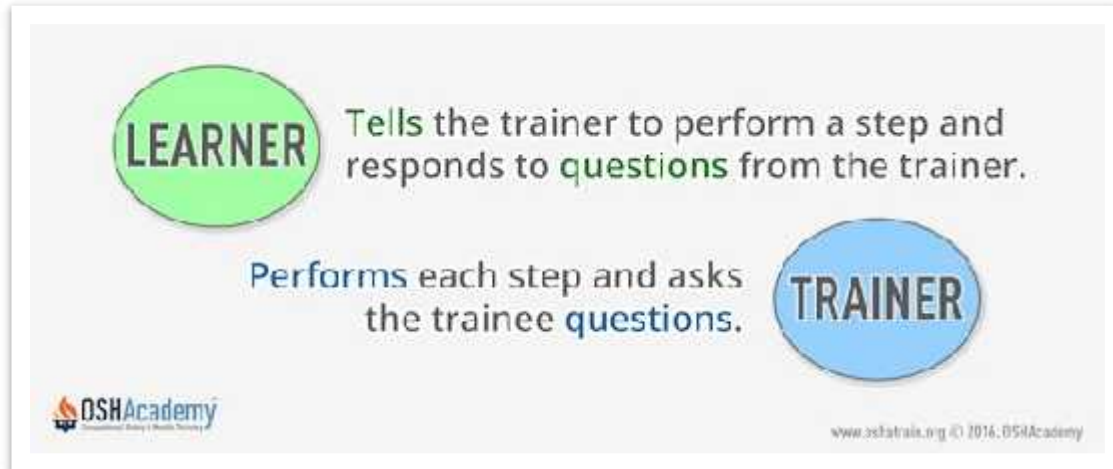 LEARNER
Tells the trainer to perform a step and
responds to questions from the trainer.
Performs each step and asks
the trainee questions.
TRAINER
OSHAcademy
www.oshatrain.org © 2016, OSHAcademy